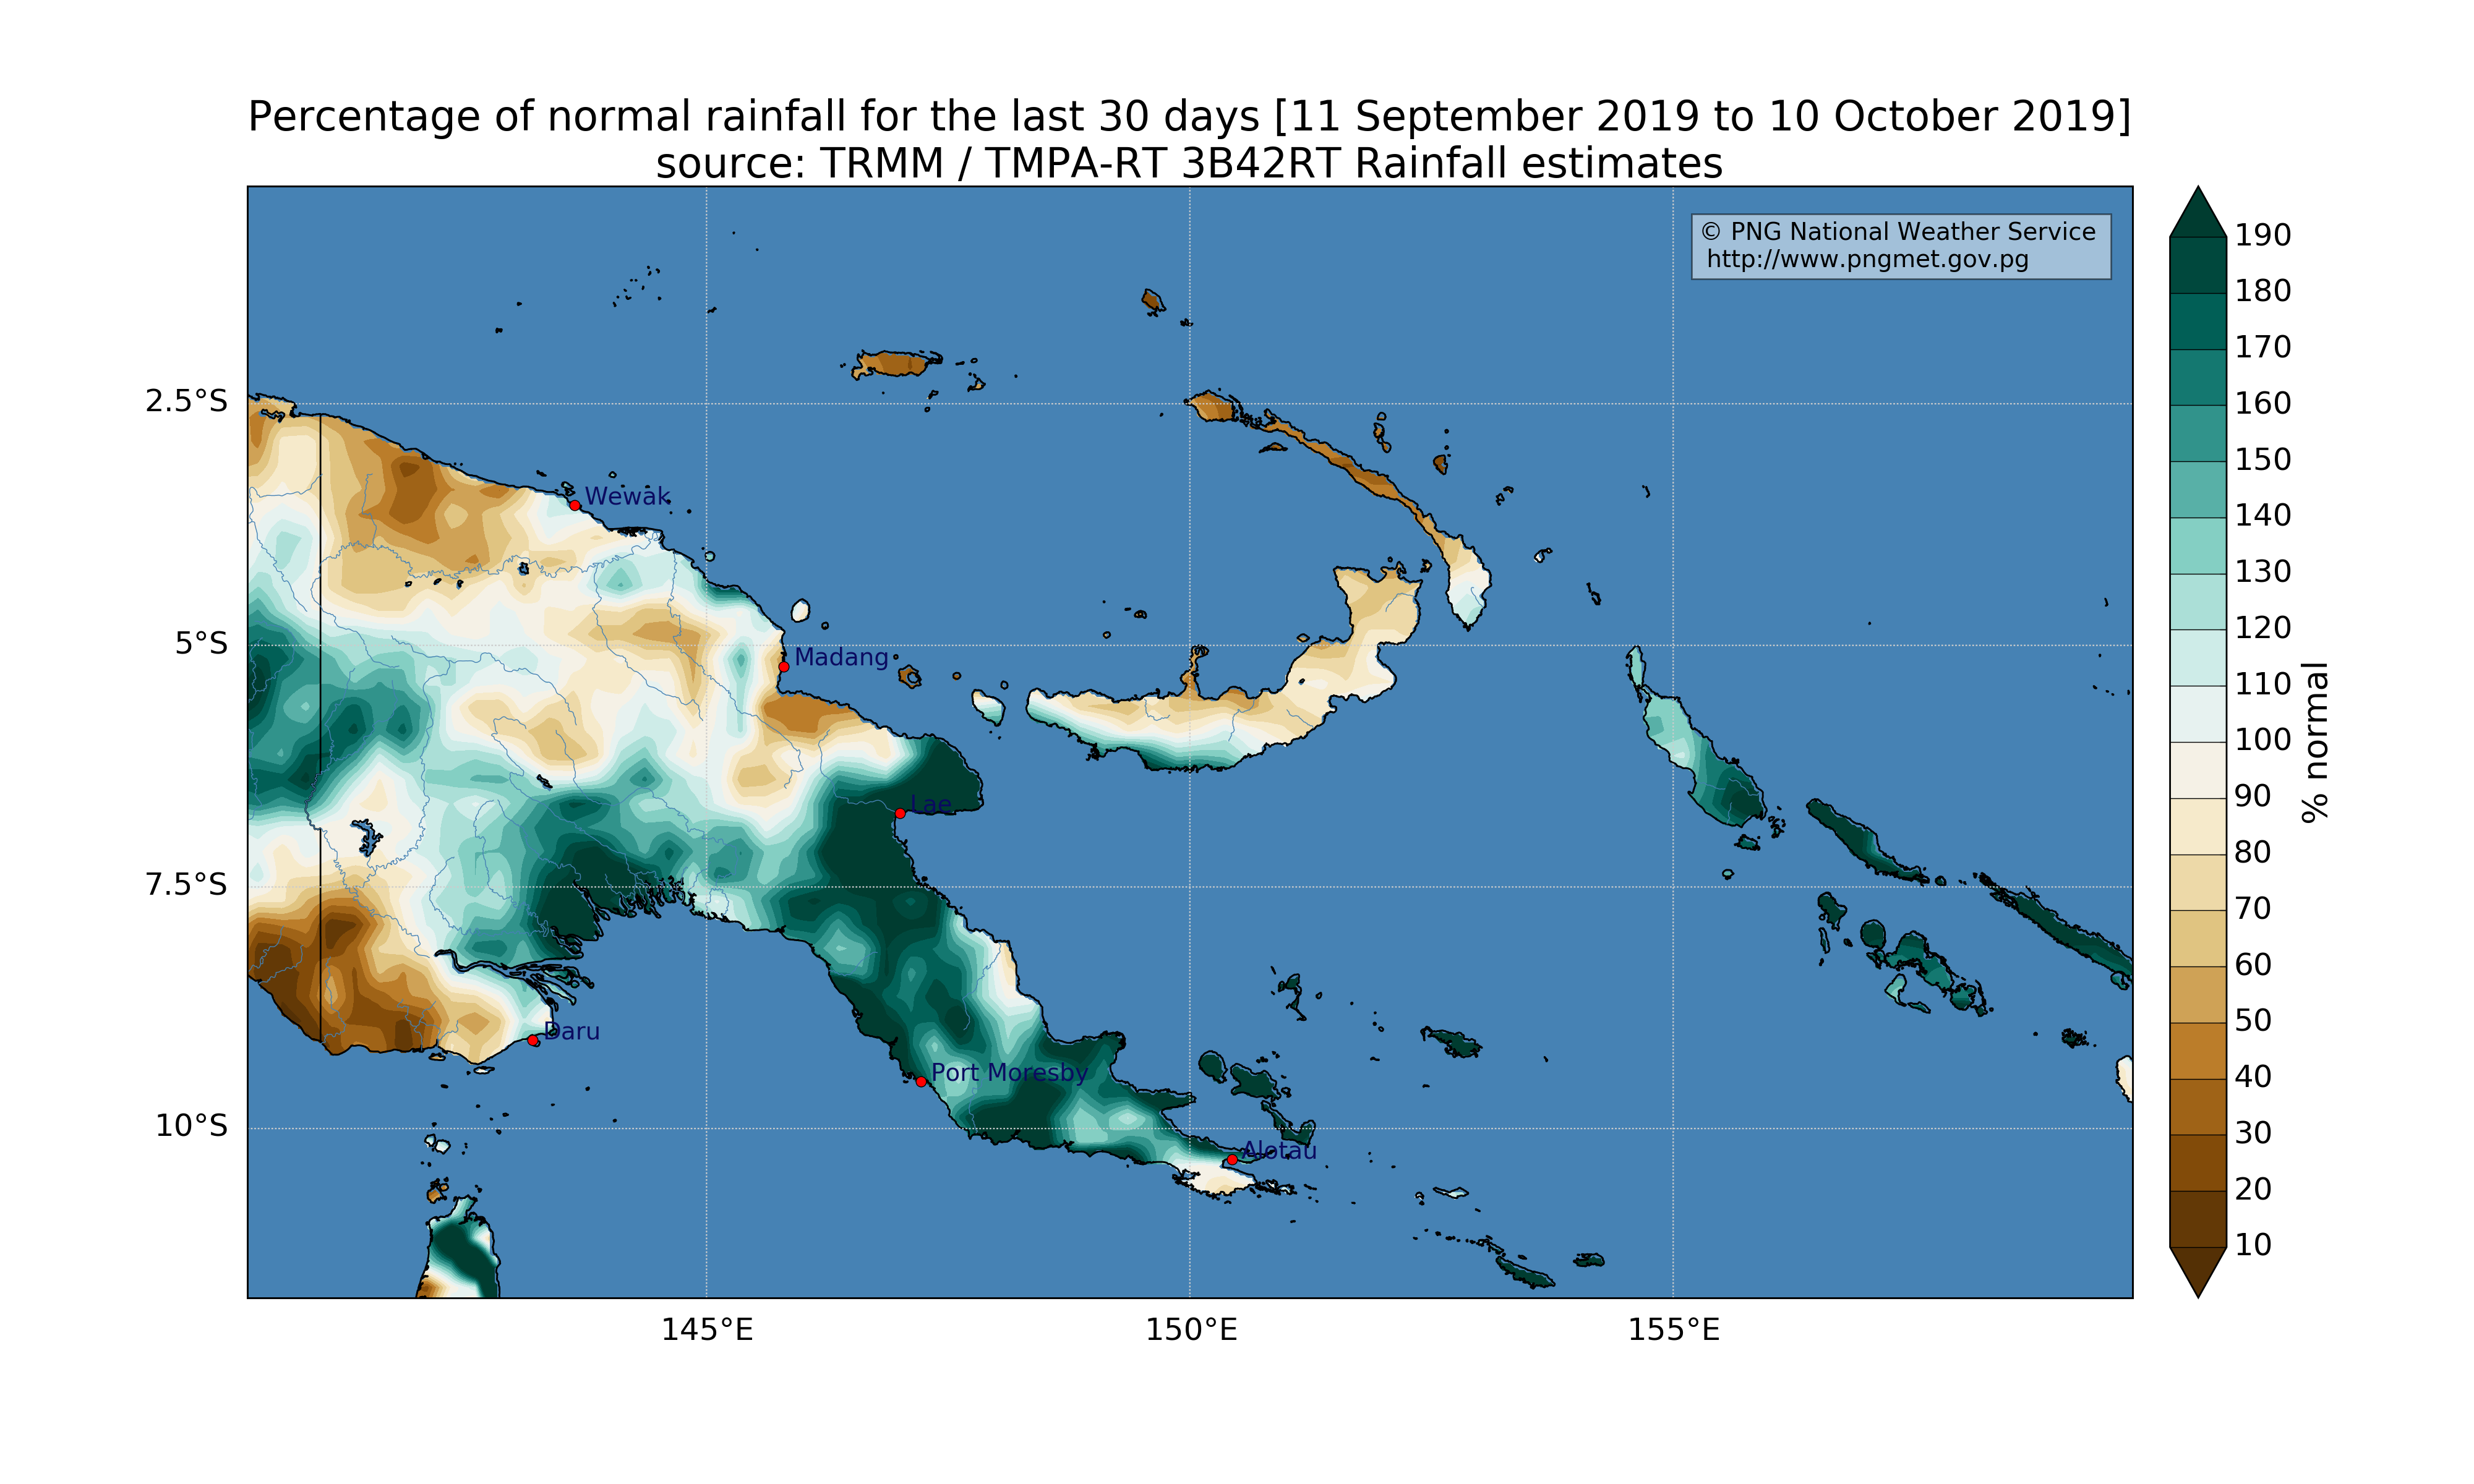 Percentage of normal rainfall for the last 30 days [11 September 2019 to 10 October 2019]
source: TRMM / TMPA-RT 3B42RT Rainfall estimates
© PNG National Weather Service
http://www.pngmet.gov.pg
2.5°S
5°S
7.5°S
10°S
Wewak
Madang
Lae
Daru
Port Moresby
Alotau
145°E
150°E
155°E
190
180
170
160
150
140
130
120
110
100
90
80
70
60
50
40
30
20
10
% normal